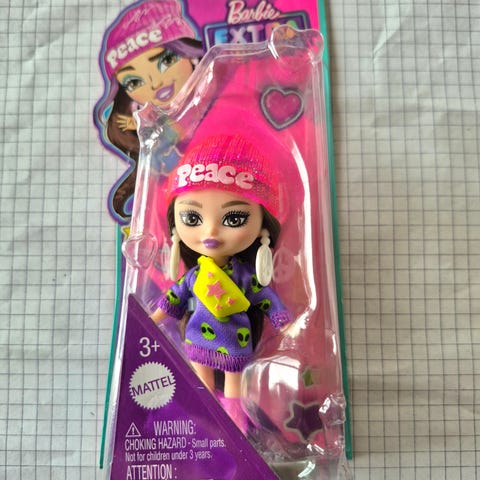 Barbie
EXTRA
Peace
Peace
3+
MATTEL
WARNING:
CHOKING HAZARD - Small parts.
Not for children under 3 years.
ATTENTION :